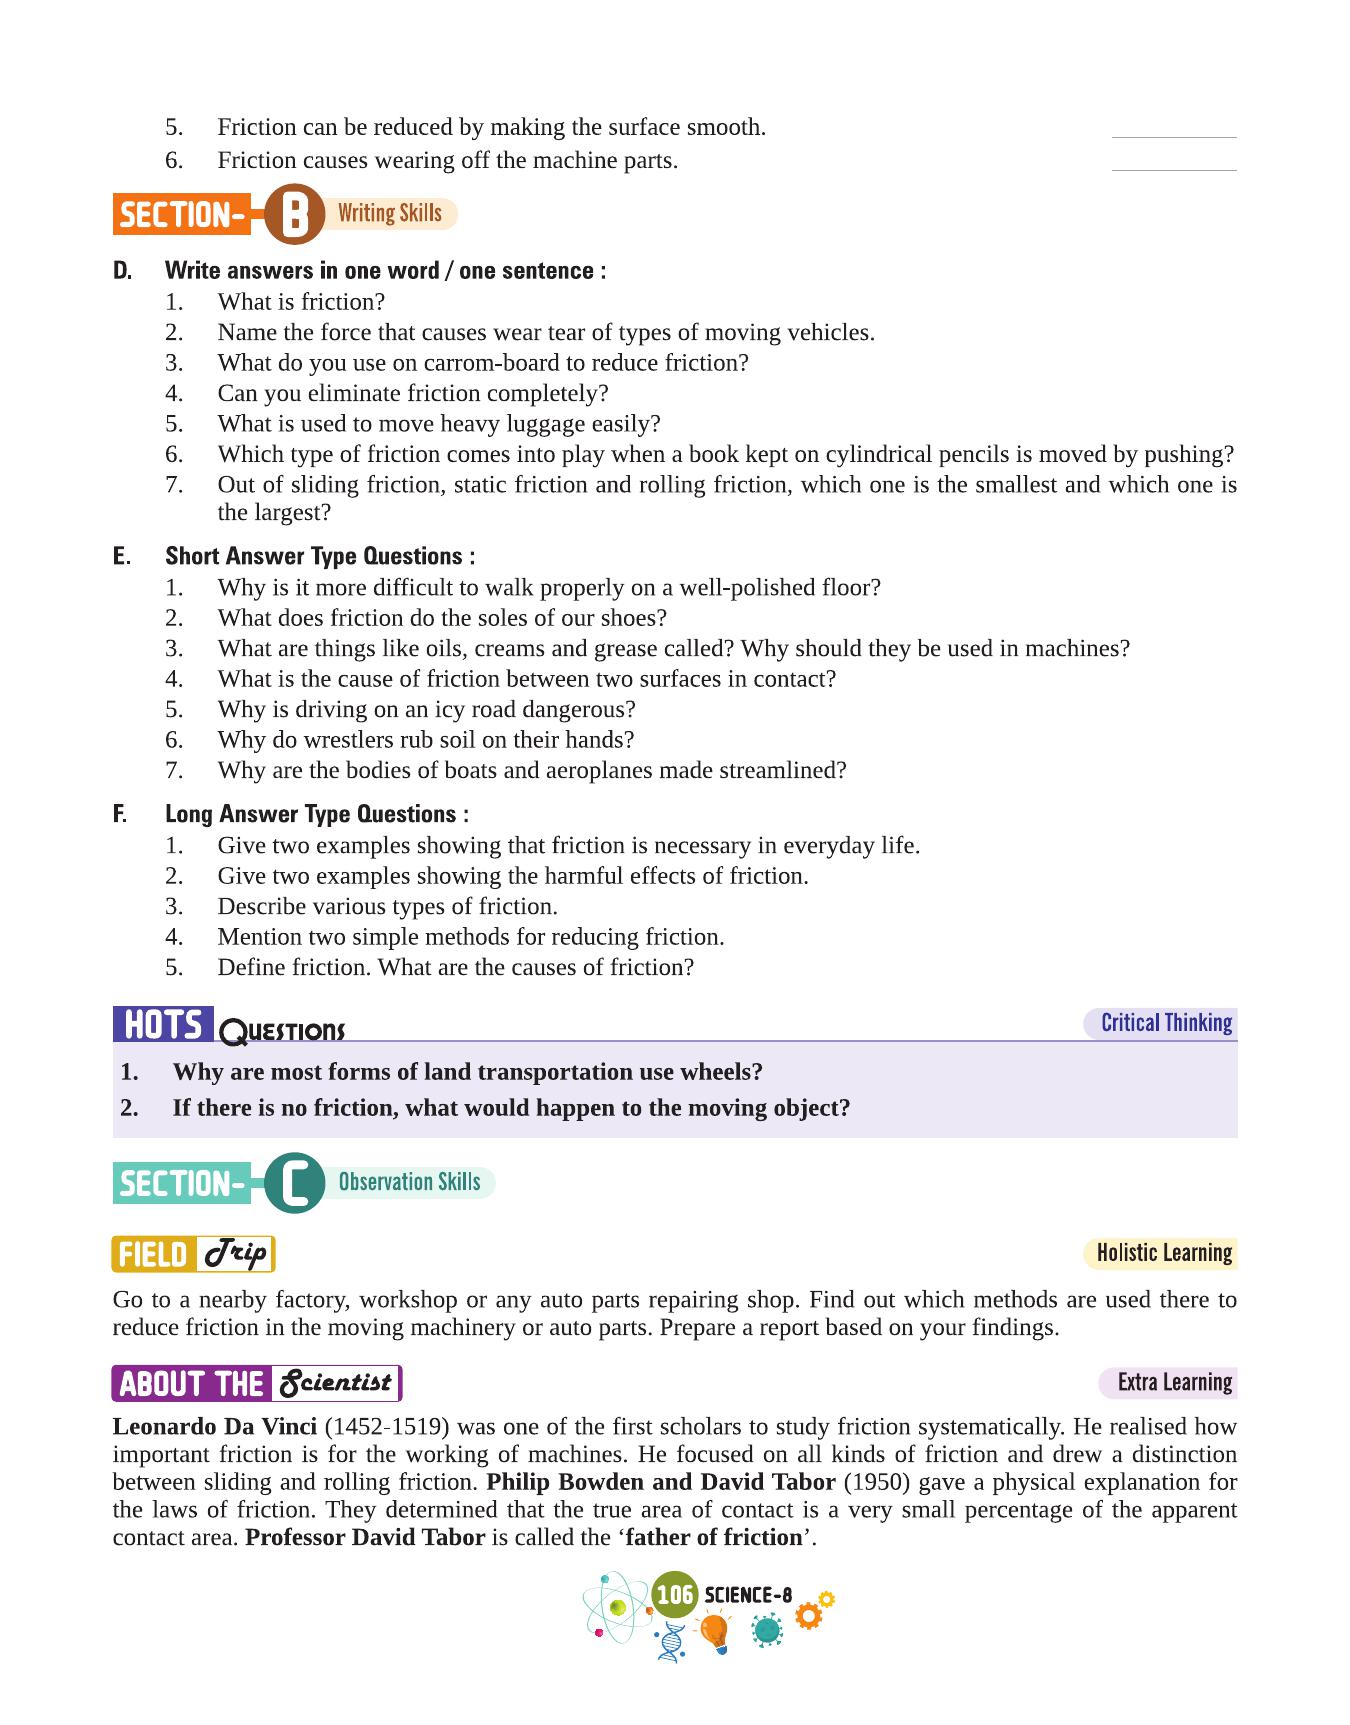 5. Friction can be reduced by making the surface smooth.
6. Friction causes wearing off the machine parts.
SECTION- B Writing Skills
D. Write answers in one word / one sentence :
1. What is friction?
2. Name the force that causes wear tear of types of moving vehicles.
3. What do you use on carrom-board to reduce friction?
4. Can you eliminate friction completely?
5. What is used to move heavy luggage easily?
6. Which type of friction comes into play when a book kept on cylindrical pencils is moved by pushing?
7. Out of sliding friction, static friction and rolling friction, which one is the smallest and which one is
the largest?
E. Short Answer Type Questions :
1. Why is it more difficult to walk properly on a well-polished floor?
2. What does friction do the soles of our shoes?
3. What are things like oils, creams and grease called? Why should they be used in machines?
4. What is the cause of friction between two surfaces in contact?
5. Why is driving on an icy road dangerous?
6. Why do wrestlers rub soil on their hands?
7. Why are the bodies of boats and aeroplanes made streamlined?
F. Long Answer Type Questions :
1. Give two examples showing that friction is necessary in everyday life.
2. Give two examples showing the harmful effects of friction.
3. Describe various types of friction.
4. Mention two simple methods for reducing friction.
5. Define friction. What are the causes of friction?
HOTS Questions Critical Thinking
1. Why are most forms of land transportation use wheels?
2. If there is no friction, what would happen to the moving object?
SECTION- C Observation Skills
FIELD Trip Holistic Learning
Go to a nearby factory, workshop or any auto parts repairing shop. Find out which methods are used there to
reduce friction in the moving machinery or auto parts. Prepare a report based on your findings.
ABOUT THE Scientist Extra Learning
Leonardo Da Vinci (1452-1519) was one of the first scholars to study friction systematically. He realised how
important friction is for the working of machines. He focused on all kinds of friction and drew a distinction
between sliding and rolling friction. Philip Bowden and David Tabor (1950) gave a physical explanation for
the laws of friction. They determined that the true area of contact is a very small percentage of the apparent
contact area. Professor David Tabor is called the ‘father of friction’.
106 SCIENCE-8